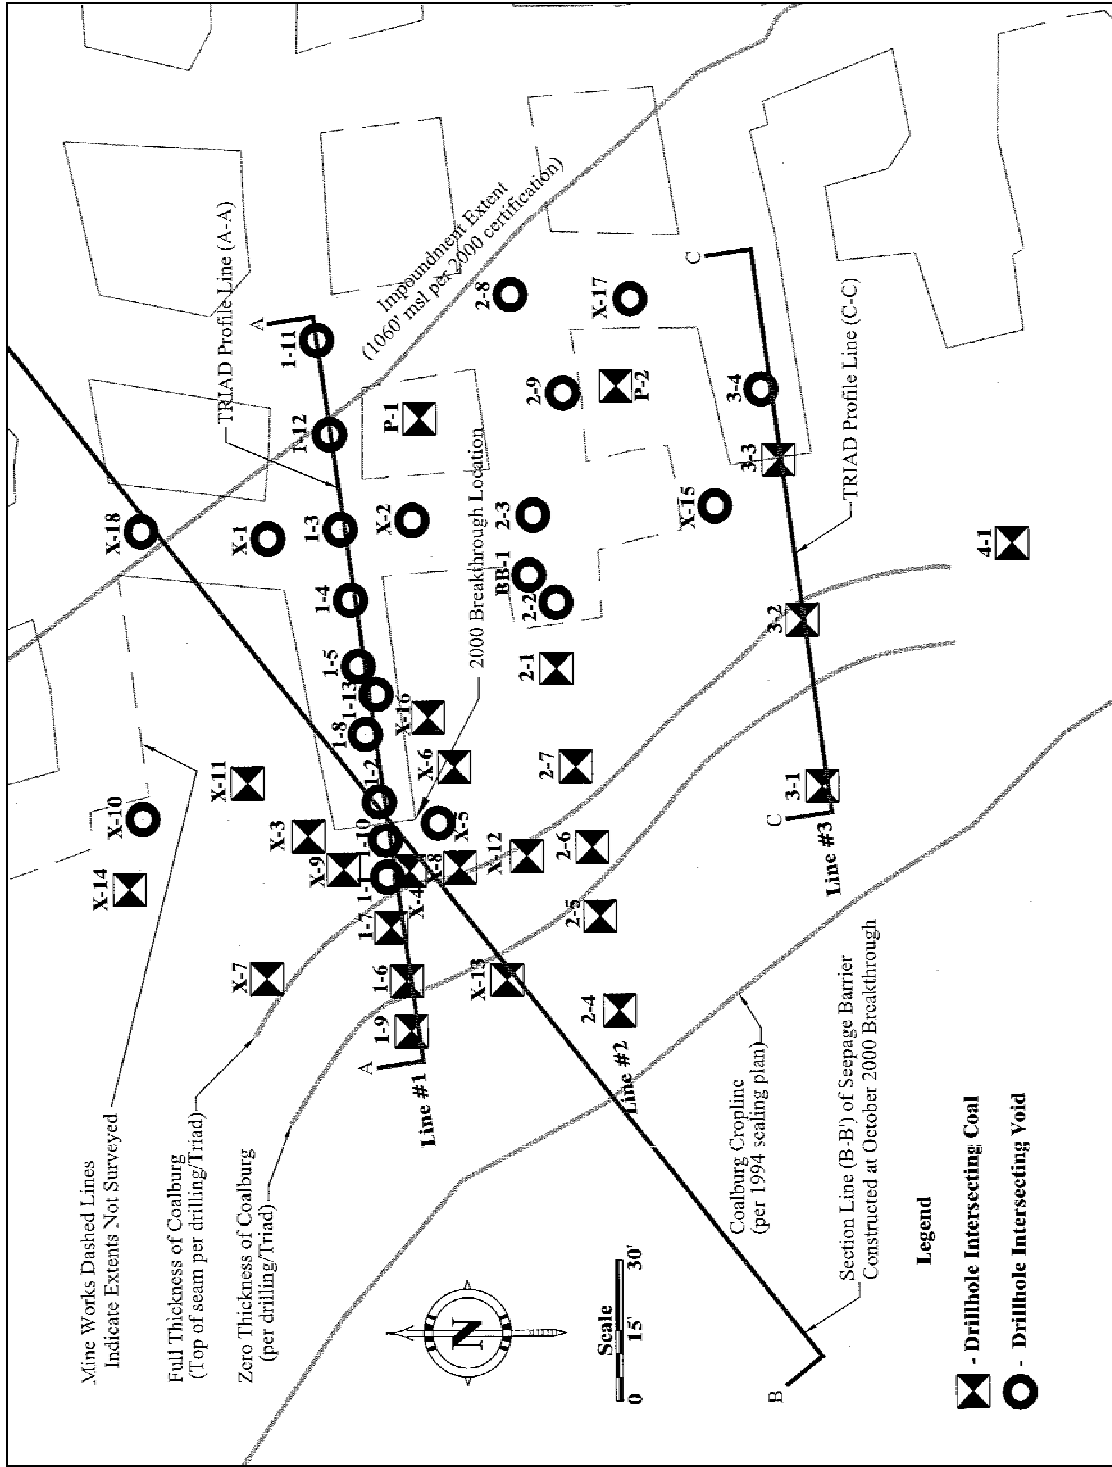 Mine Works Dashed Lines
Indicate Extents Not Surveyed
Full Thickness of Coalburg
(Top of seam per drilling/Triad)
Zero Thickness of Coalburg
(per drilling/Triad)
TRIAD Profile Line (A-A)
Impoundment Extent
(1060' msl per 2000 certification)
2000 Breakthrough Location
TRIAD Profile Line (C-C)
Coalburg Cropline
(per 1994 scaling plan)
Section Line (B-B') of Seepage Barrier
Constructed at October 2000 Breakthrough
X-14
X-10
X-18
X-7
X-11
X-1
X-3
X-9
A
Line #1
1-9
1-6
1-7
1-1
1-10
1-2
1-8
1-13
1-5
1-4
1-3
1-12
1-11
A
X-4
X-8
X-5
X-6
X-16
X-2
P-1
X-13
X-12
2-1
2-2
BB-1
2-3
2-9
2-8
Line #2
2-4
2-5
2-6
2-7
P-2
X-17
X-15
C
Line #3
3-1
3-2
3-3
3-4
C
4-1
B
N
Scale
0
15'
30'
Legend
- Drillhole Intersecting Coal
- Drillhole Intersecting Void